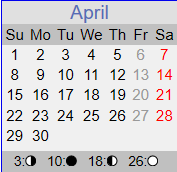 April
Su Mo Tu We Th Fr Sa
1 2 3 4 5 6 7
8 9 10 11 12 13 14
15 16 17 18 19 20 21
22 23 24 25 26 27 28
29 30
3: 10: 18: 26: